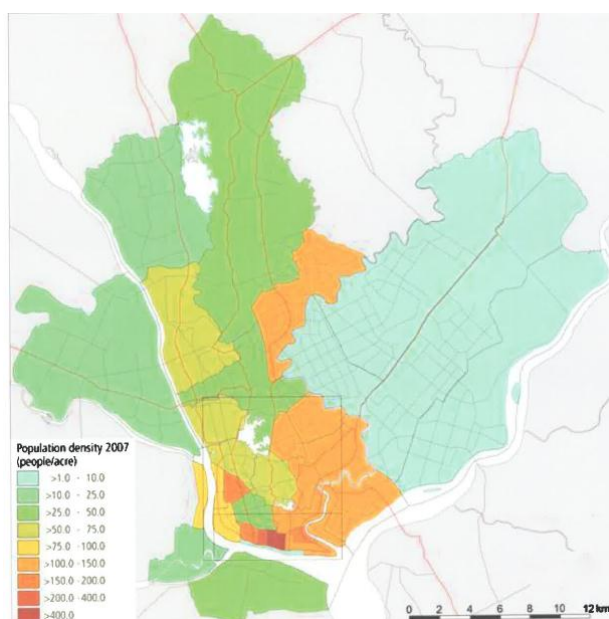 Population density 2007
(people/acre)
>1.0 - 10.0
>10.0 - 25.0
>25.0 - 50.0
>50.0 - 75.0
>75.0 - 100.0
>100.0 - 150.0
>150.0 - 200.0
>200.0 - 400.0
>400.0
0 2 4 6 8 10 12 km